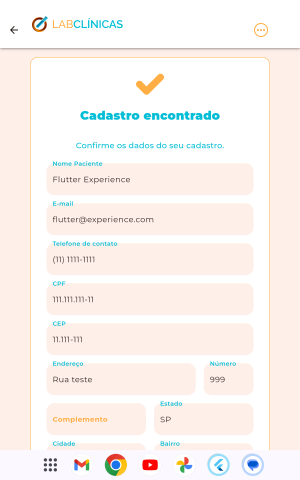 LABCLÍNICAS
Cadastro encontrado
Confirme os dados do seu cadastro.
Nome Paciente
Flutter Experience
E-mail
flutter@experience.com
Telefone de contato
(11) 1111-1111
CPF
111.111.111-11
CEP
11.111-111
Endereço
Número
Rua teste
999
Estado
Complemento
SP
Cidade
Bairro